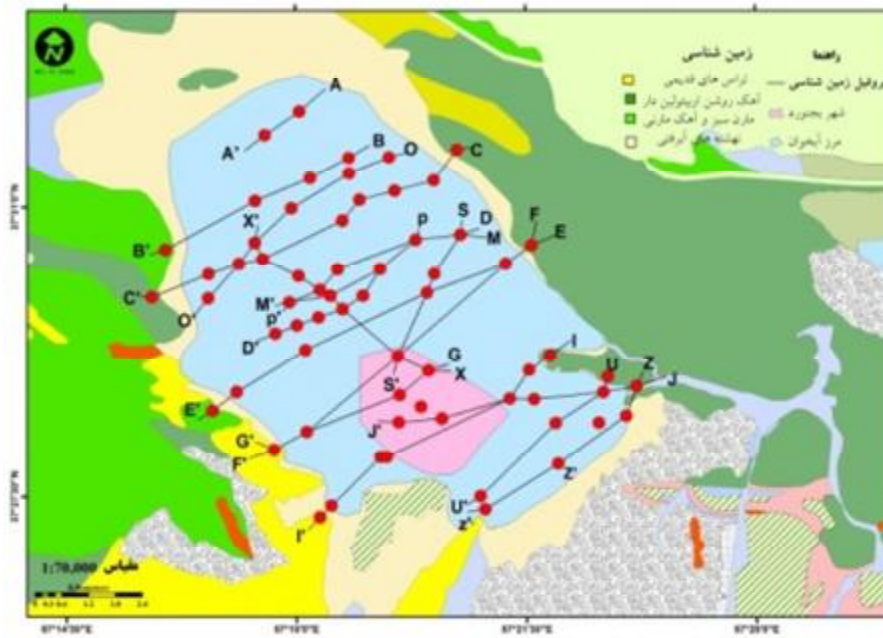 راهنما
پروفیل زمین شناسی
شهر بجنورد
مرز آبخوان
زمین شناسی
تراس های قدیمی
آهک روشن اربیتولین دار
مارن سبز و آهک مارنی
نهشته های آبرفتی
N
A
A'
B
O
C
X'
B'
C'
O'
P
S
D
M
F
E
M'
P'
D'
I
U
Z
J
G
X
S'
E'
J'
G'
F'
Z'
U'
z'
I'
مقیاس 1:70,000